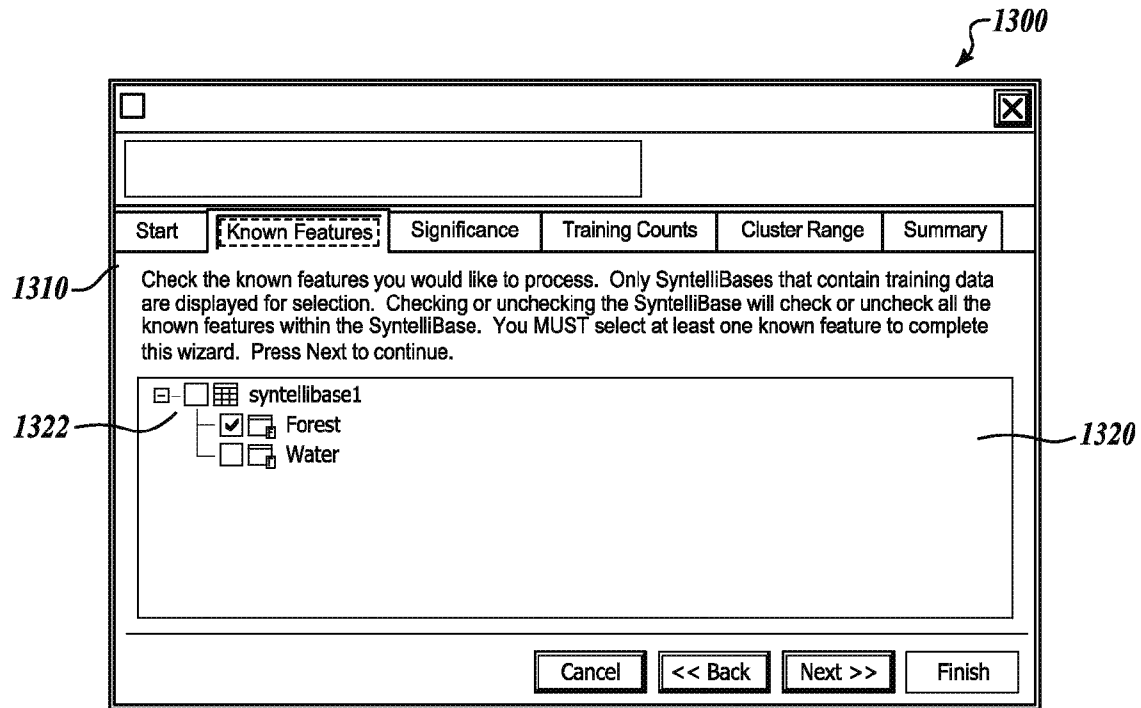 1300
Start Known Features Significance Training Counts Cluster Range Summary
1310
Check the known features you would like to process. Only SyntelliBases that contain training data
are displayed for selection. Checking or unchecking the SyntelliBase will check or uncheck all the
known features within the SyntelliBase. You MUST select at least one known feature to complete
this wizard. Press Next to continue.
syntellibase1
1322
Forest
1320
Water
Cancel << Back Next >> Finish